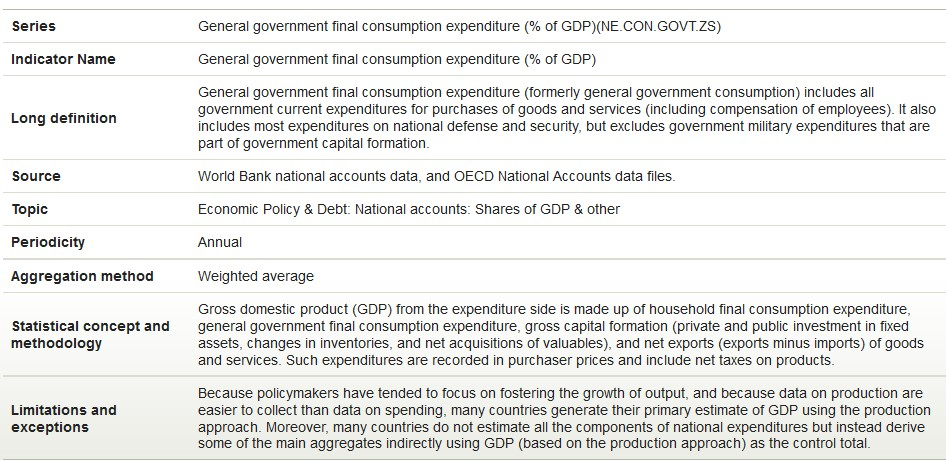 Series General government final consumption expenditure (% of GDP)(NE.CON.GOVT.ZS)
Indicator Name General government final consumption expenditure (% of GDP)
Long definition
General government final consumption expenditure (formerly general government consumption) includes all
government current expenditures for purchases of goods and services (including compensation of employees). It also
includes most expenditures on national defense and security, but excludes government military expenditures that are
part of government capital formation.
Source World Bank national accounts data, and OECD National Accounts data files.
Topic Economic Policy & Debt: National accounts: Shares of GDP & other
Periodicity Annual
Aggregation method Weighted average
Statistical concept and
methodology
Gross domestic product (GDP) from the expenditure side is made up of household final consumption expenditure,
general government final consumption expenditure, gross capital formation (private and public investment in fixed
assets, changes in inventories, and net acquisitions of valuables), and net exports (exports minus imports) of goods
and services. Such expenditures are recorded in purchaser prices and include net taxes on products.
Limitations and
exceptions
Because policymakers have tended to focus on fostering the growth of output, and because data on production are
easier to collect than data on spending, many countries generate their primary estimate of GDP using the production
approach. Moreover, many countries do not estimate all the components of national expenditures but instead derive
some of the main aggregates indirectly using GDP (based on the production approach) as the control total.